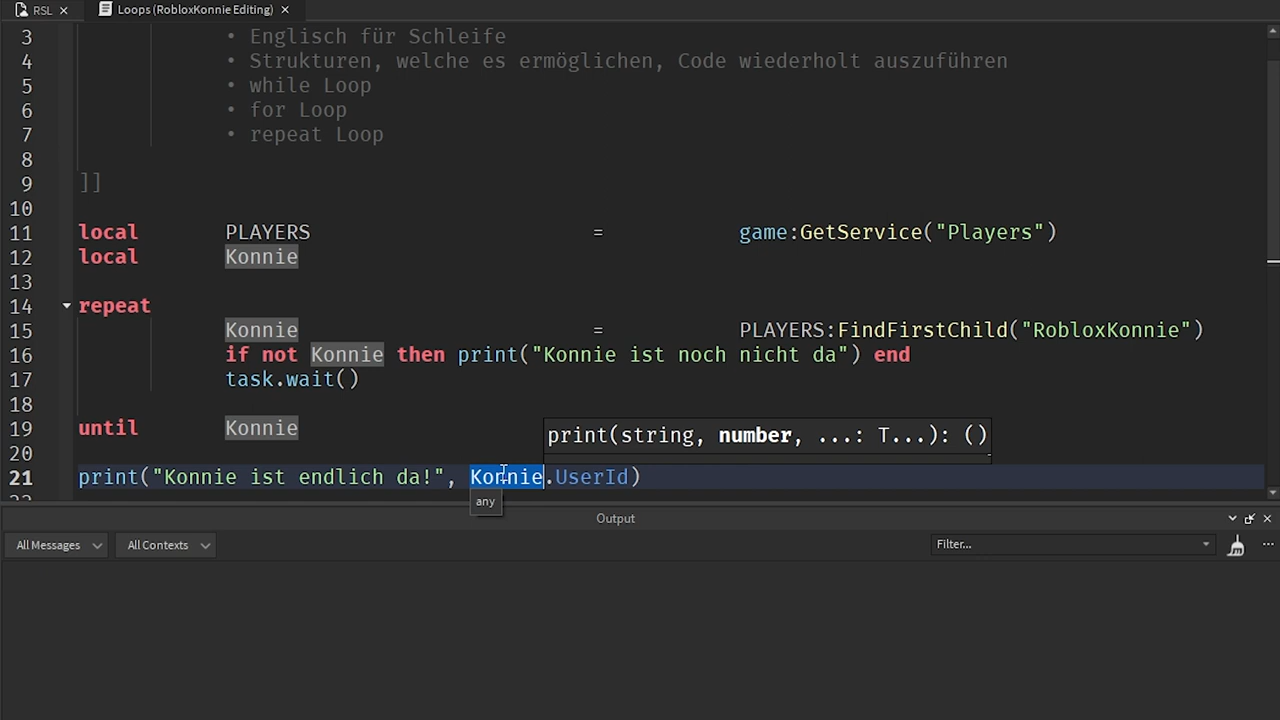 RSL
Loops (RobloxKonnie Editing)
3 • Englisch für Schleife
4 • Strukturen, welche es ermöglichen, Code wiederholt auszuführen
5 • while Loop
6 • for Loop
7 • repeat Loop
8
9 ]]
10
11 local PLAYERS = game:GetService("Players")
12 local Konnie
13
14 repeat
15 Konnie = PLAYERS:FindFirstChild("RobloxKonnie")
16 if not Konnie then print("Konnie ist noch nicht da") end
17 task.wait()
18
19 until Konnie
print(string, number, ...: T...): ()
20
21 print("Konnie ist endlich da!", Konnie.UserId)
any
Output
All Messages All Contexts Filter...